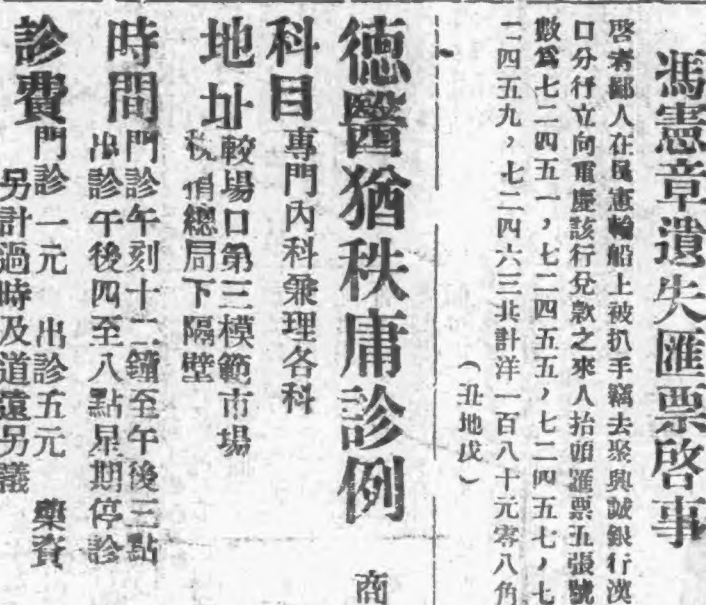 馮憲章遺失匯票啓事
啓者鄙人在民憲輪船上被扒手竊去聚興誠銀行漢
口分行立向重慶該行兌款之來人抬頭匯票五張號
數爲七二四五一，七二四五五，七二四五七，七
二四五九，七二四六三共計洋一百八十元零八角
（丑地戊）
德醫猶秩庸診例
商
科目
專門內科兼理各科
地址
較場口第三模範市場
稅捐總局下隔壁
時間
門診午刻十二鐘至午後三點
出診午後四至八點星期停診
診費
門診一元 出診五元 藥資
另計過時及道遠另議